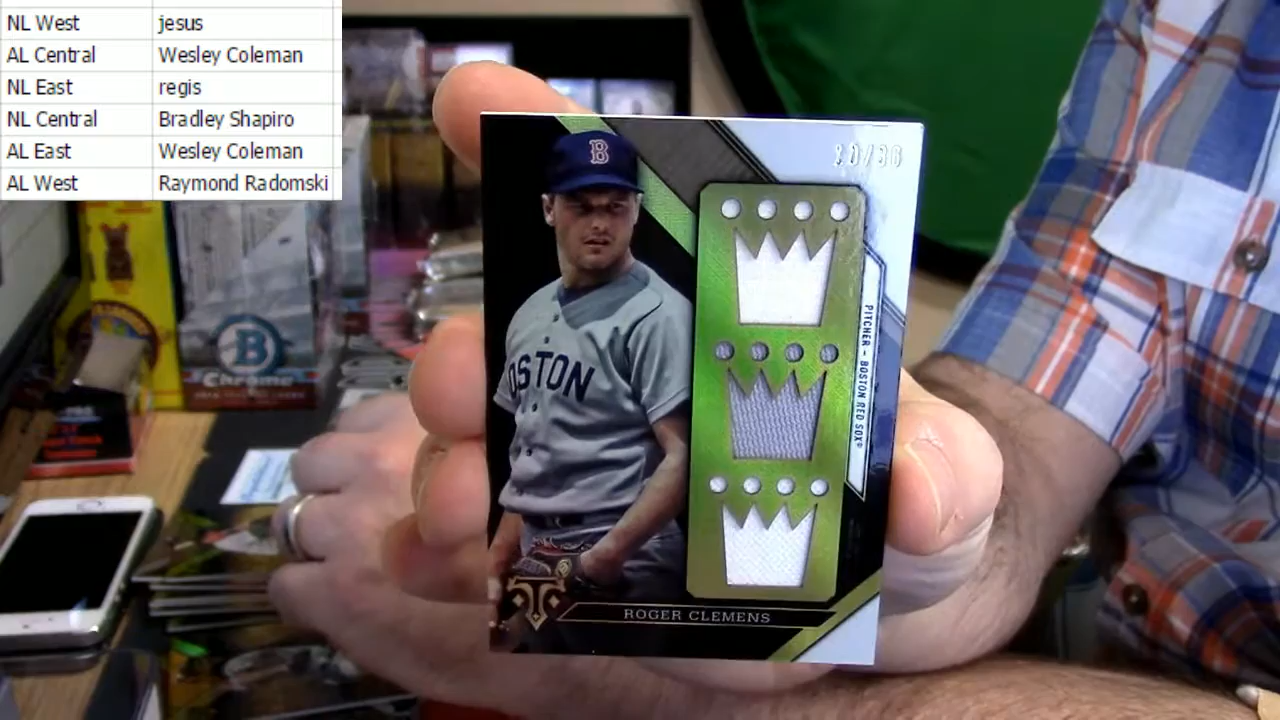 NL West jesus
AL Central Wesley Coleman
NL East regis
NL Central Bradley Shapiro
AL East Wesley Coleman
AL West Raymond Radomski
B
BOSTON
PITCHER – BOSTON RED SOX
ROGER CLEMENS
B
Chrome